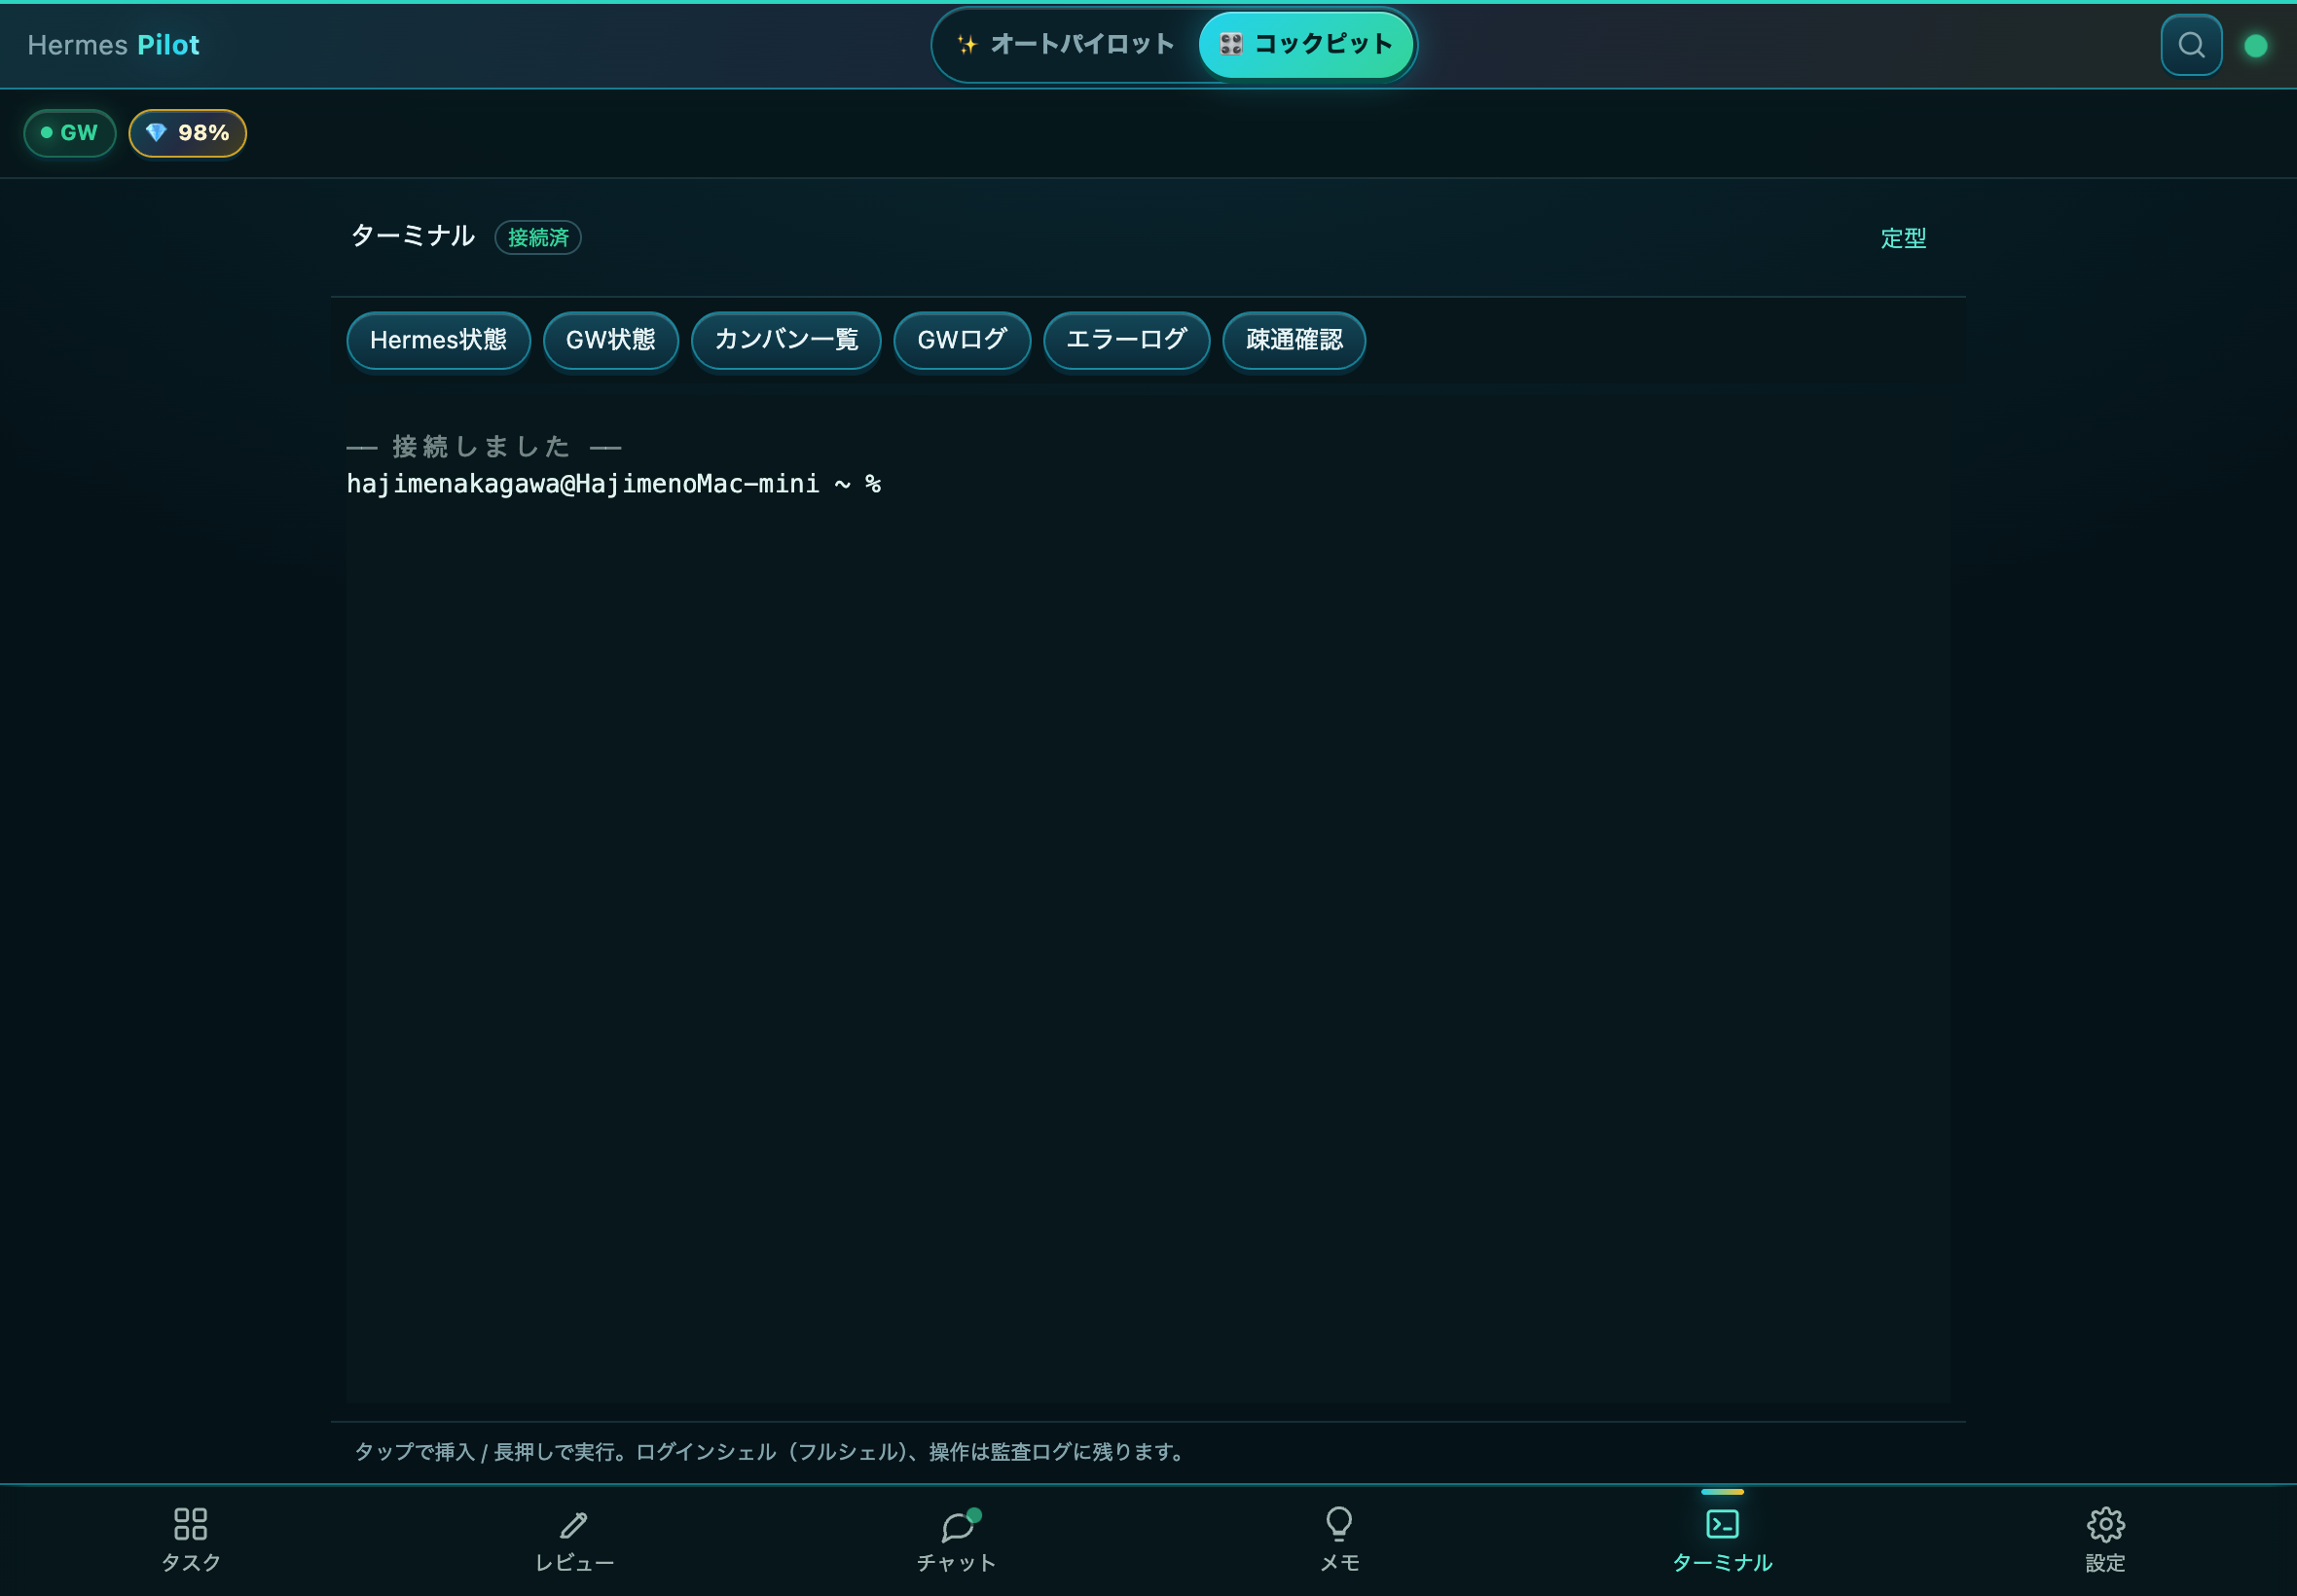 Hermes Pilot
✨ オートパイロット
🎛️ コックピット
GW
💎 98%
ターミナル
接続済
定型
Hermes状態
GW状態
カンバン一覧
GWログ
エラーログ
疎通確認
── 接続しました ──
hajimenakagawa@HajimenoMac-mini ~ %
タップで挿入 / 長押しで実行。ログインシェル（フルシェル）、操作は監査ログに残ります。
タスク
レビュー
チャット
メモ
ターミナル
設定